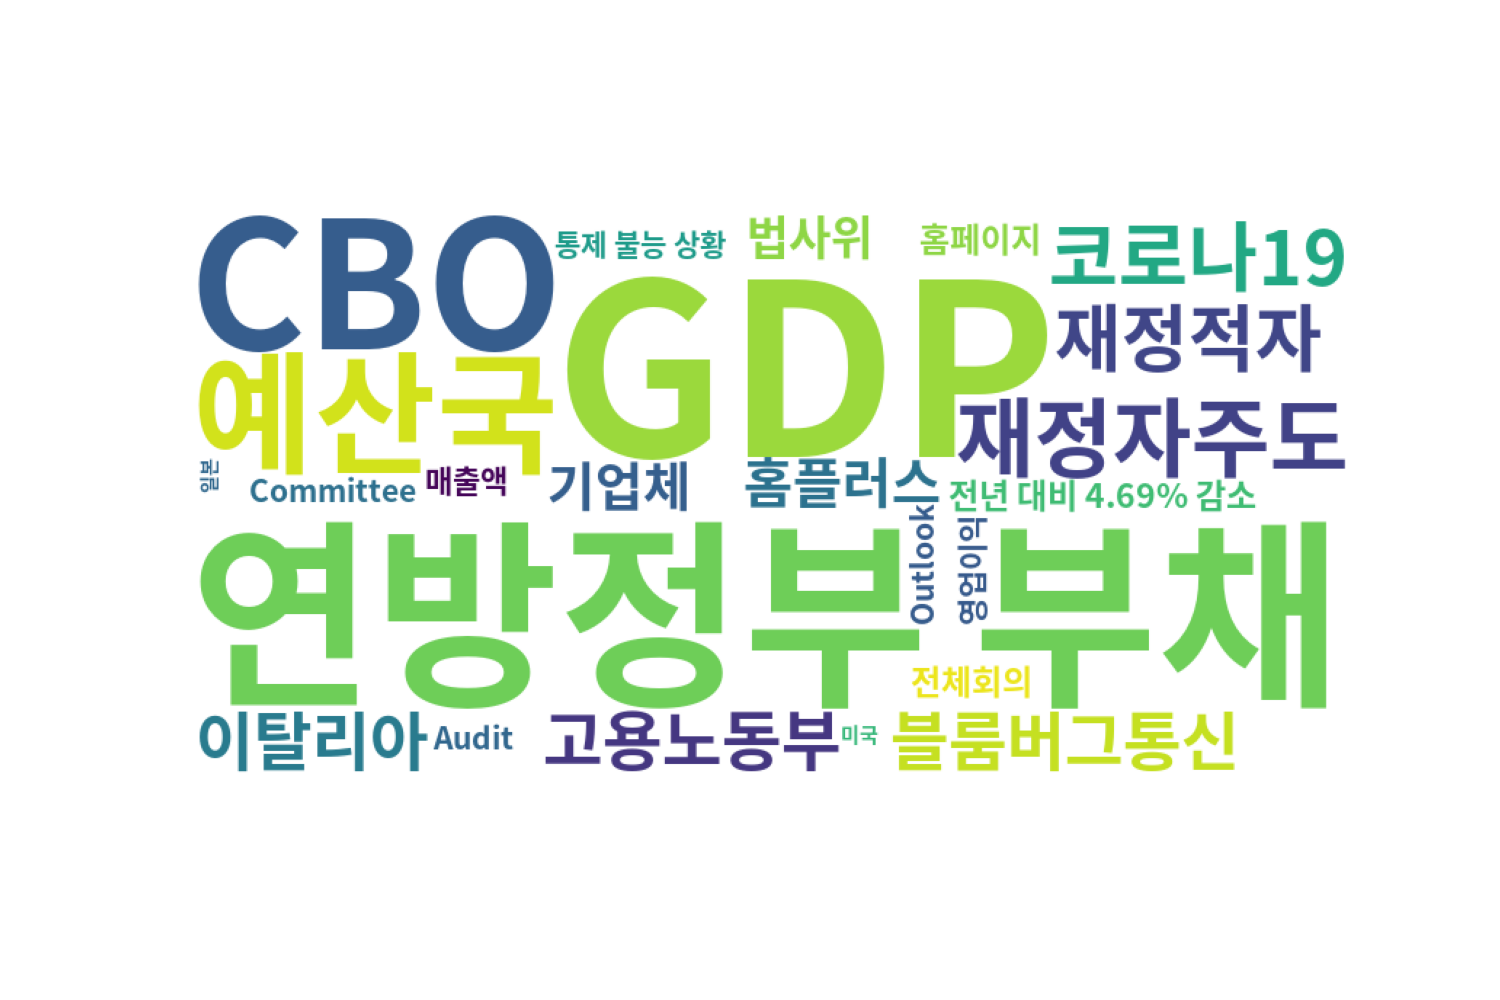 CBO
통제 불능 상황
법사위
홈페이지
코로나19
GDP
재정적자
예산국
재정자주도
일본
Committee
매출액
기업체
홈플러스
전년 대비 4.69% 감소
Outlook
영업이익
연방정부 부채
전체회의
이탈리아
Audit
고용노동부
미국
블룸버그통신